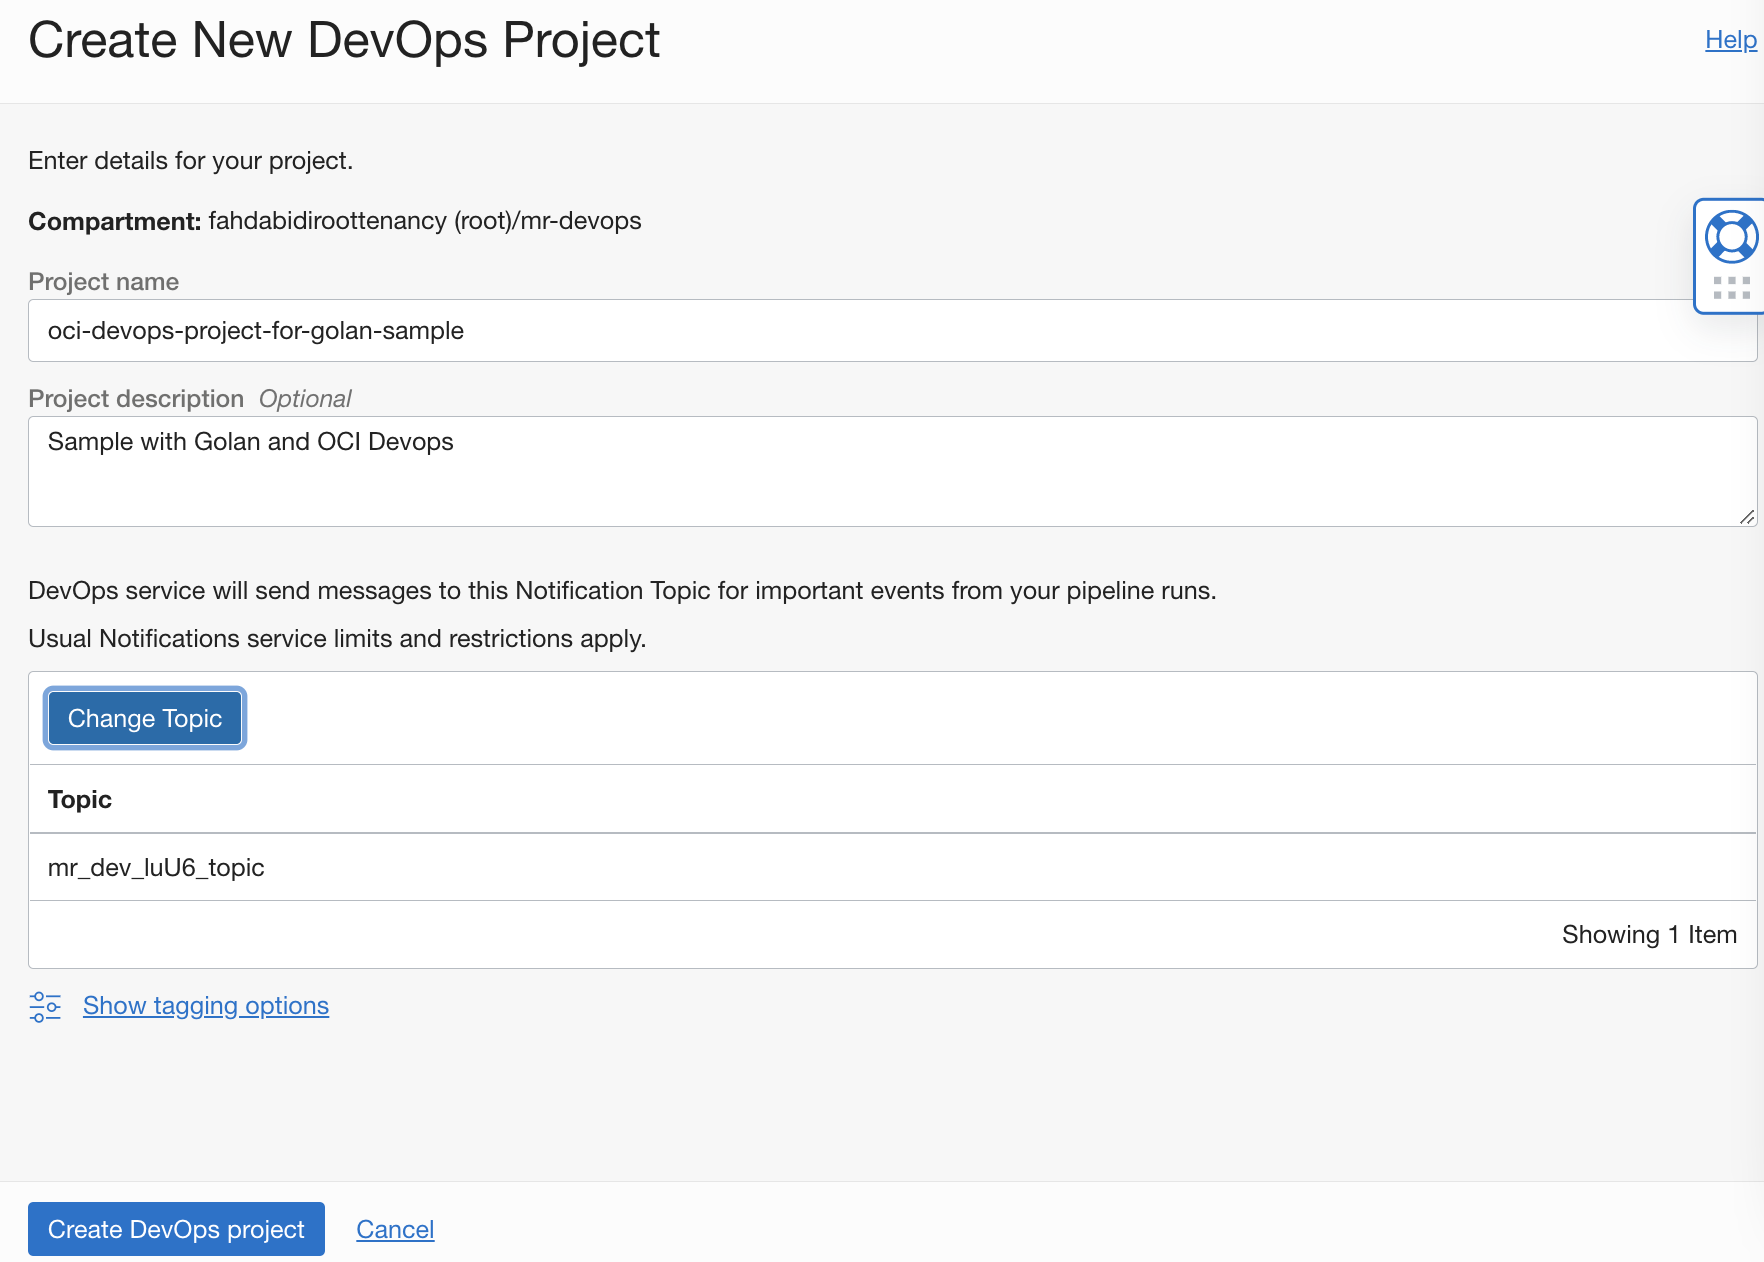 Create New DevOps Project
Help
Enter details for your project.
Compartment: fahdabidiroottenancy (root)/mr-devops
Project name
oci-devops-project-for-golan-sample
Project description Optional
Sample with Golan and OCI Devops
DevOps service will send messages to this Notification Topic for important events from your pipeline runs.
Usual Notifications service limits and restrictions apply.
Change Topic
Topic
mr_dev_luU6_topic
Showing 1 Item
Show tagging options
Create DevOps project
Cancel